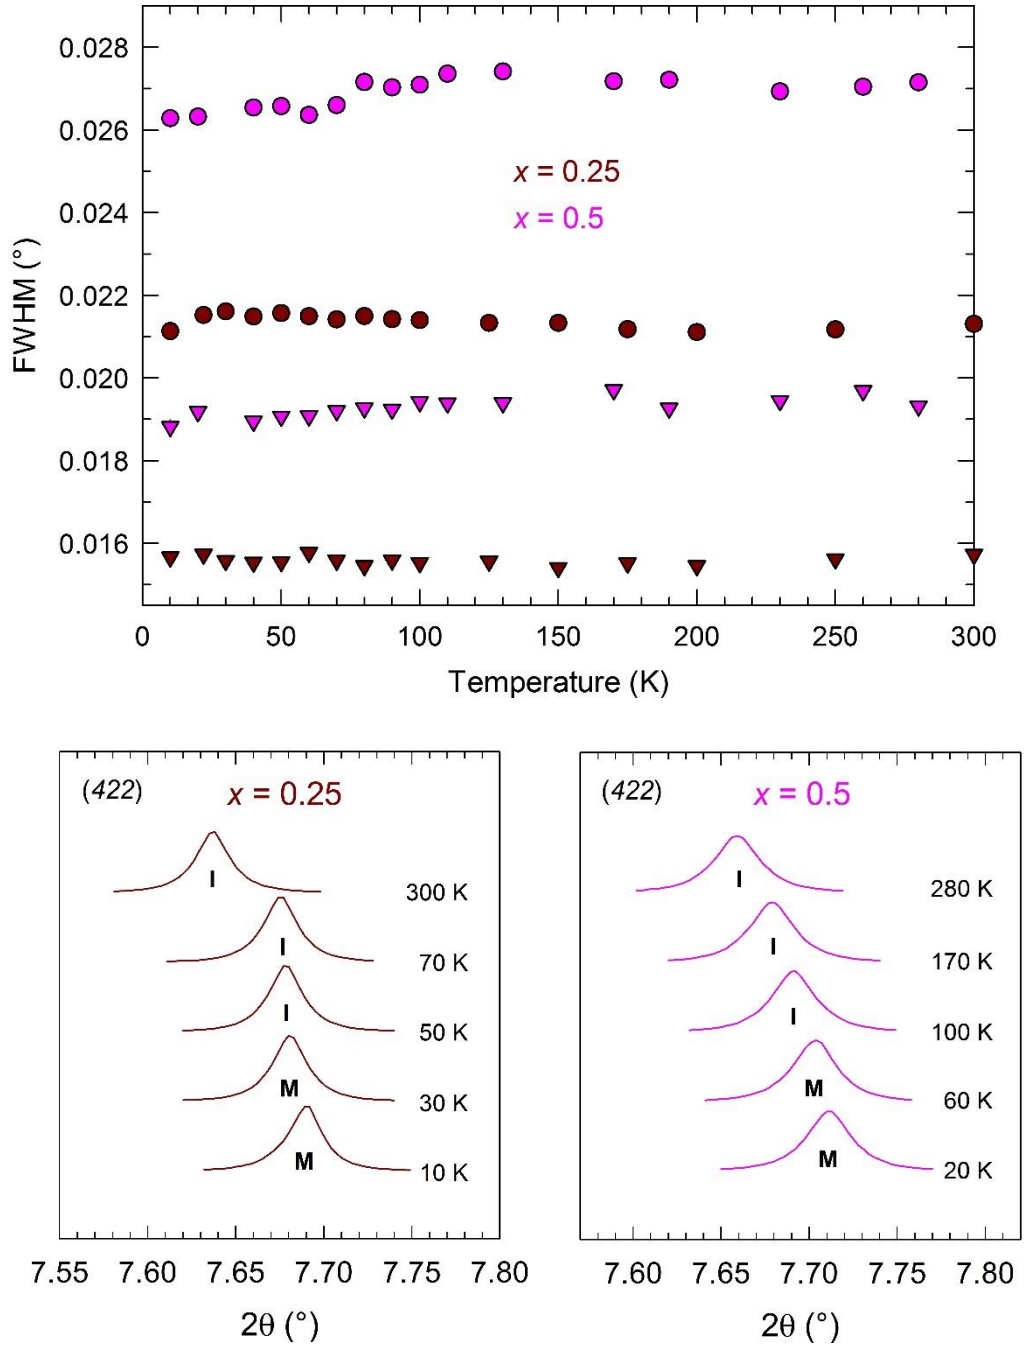 0.028
0.026
0.024
0.022
0.020
0.018
0.016
FWHM (°)
x = 0.25
x = 0.5
0 50 100 150 200 250 300
Temperature (K)
(422) x = 0.25
I 300 K
I 70 K
I 50 K
M 30 K
M 10 K
7.55 7.60 7.65 7.70 7.75 7.80
2θ (°)
(422) x = 0.5
I 280 K
I 170 K
I 100 K
M 60 K
M 20 K
7.60 7.65 7.70 7.75 7.80
2θ (°)